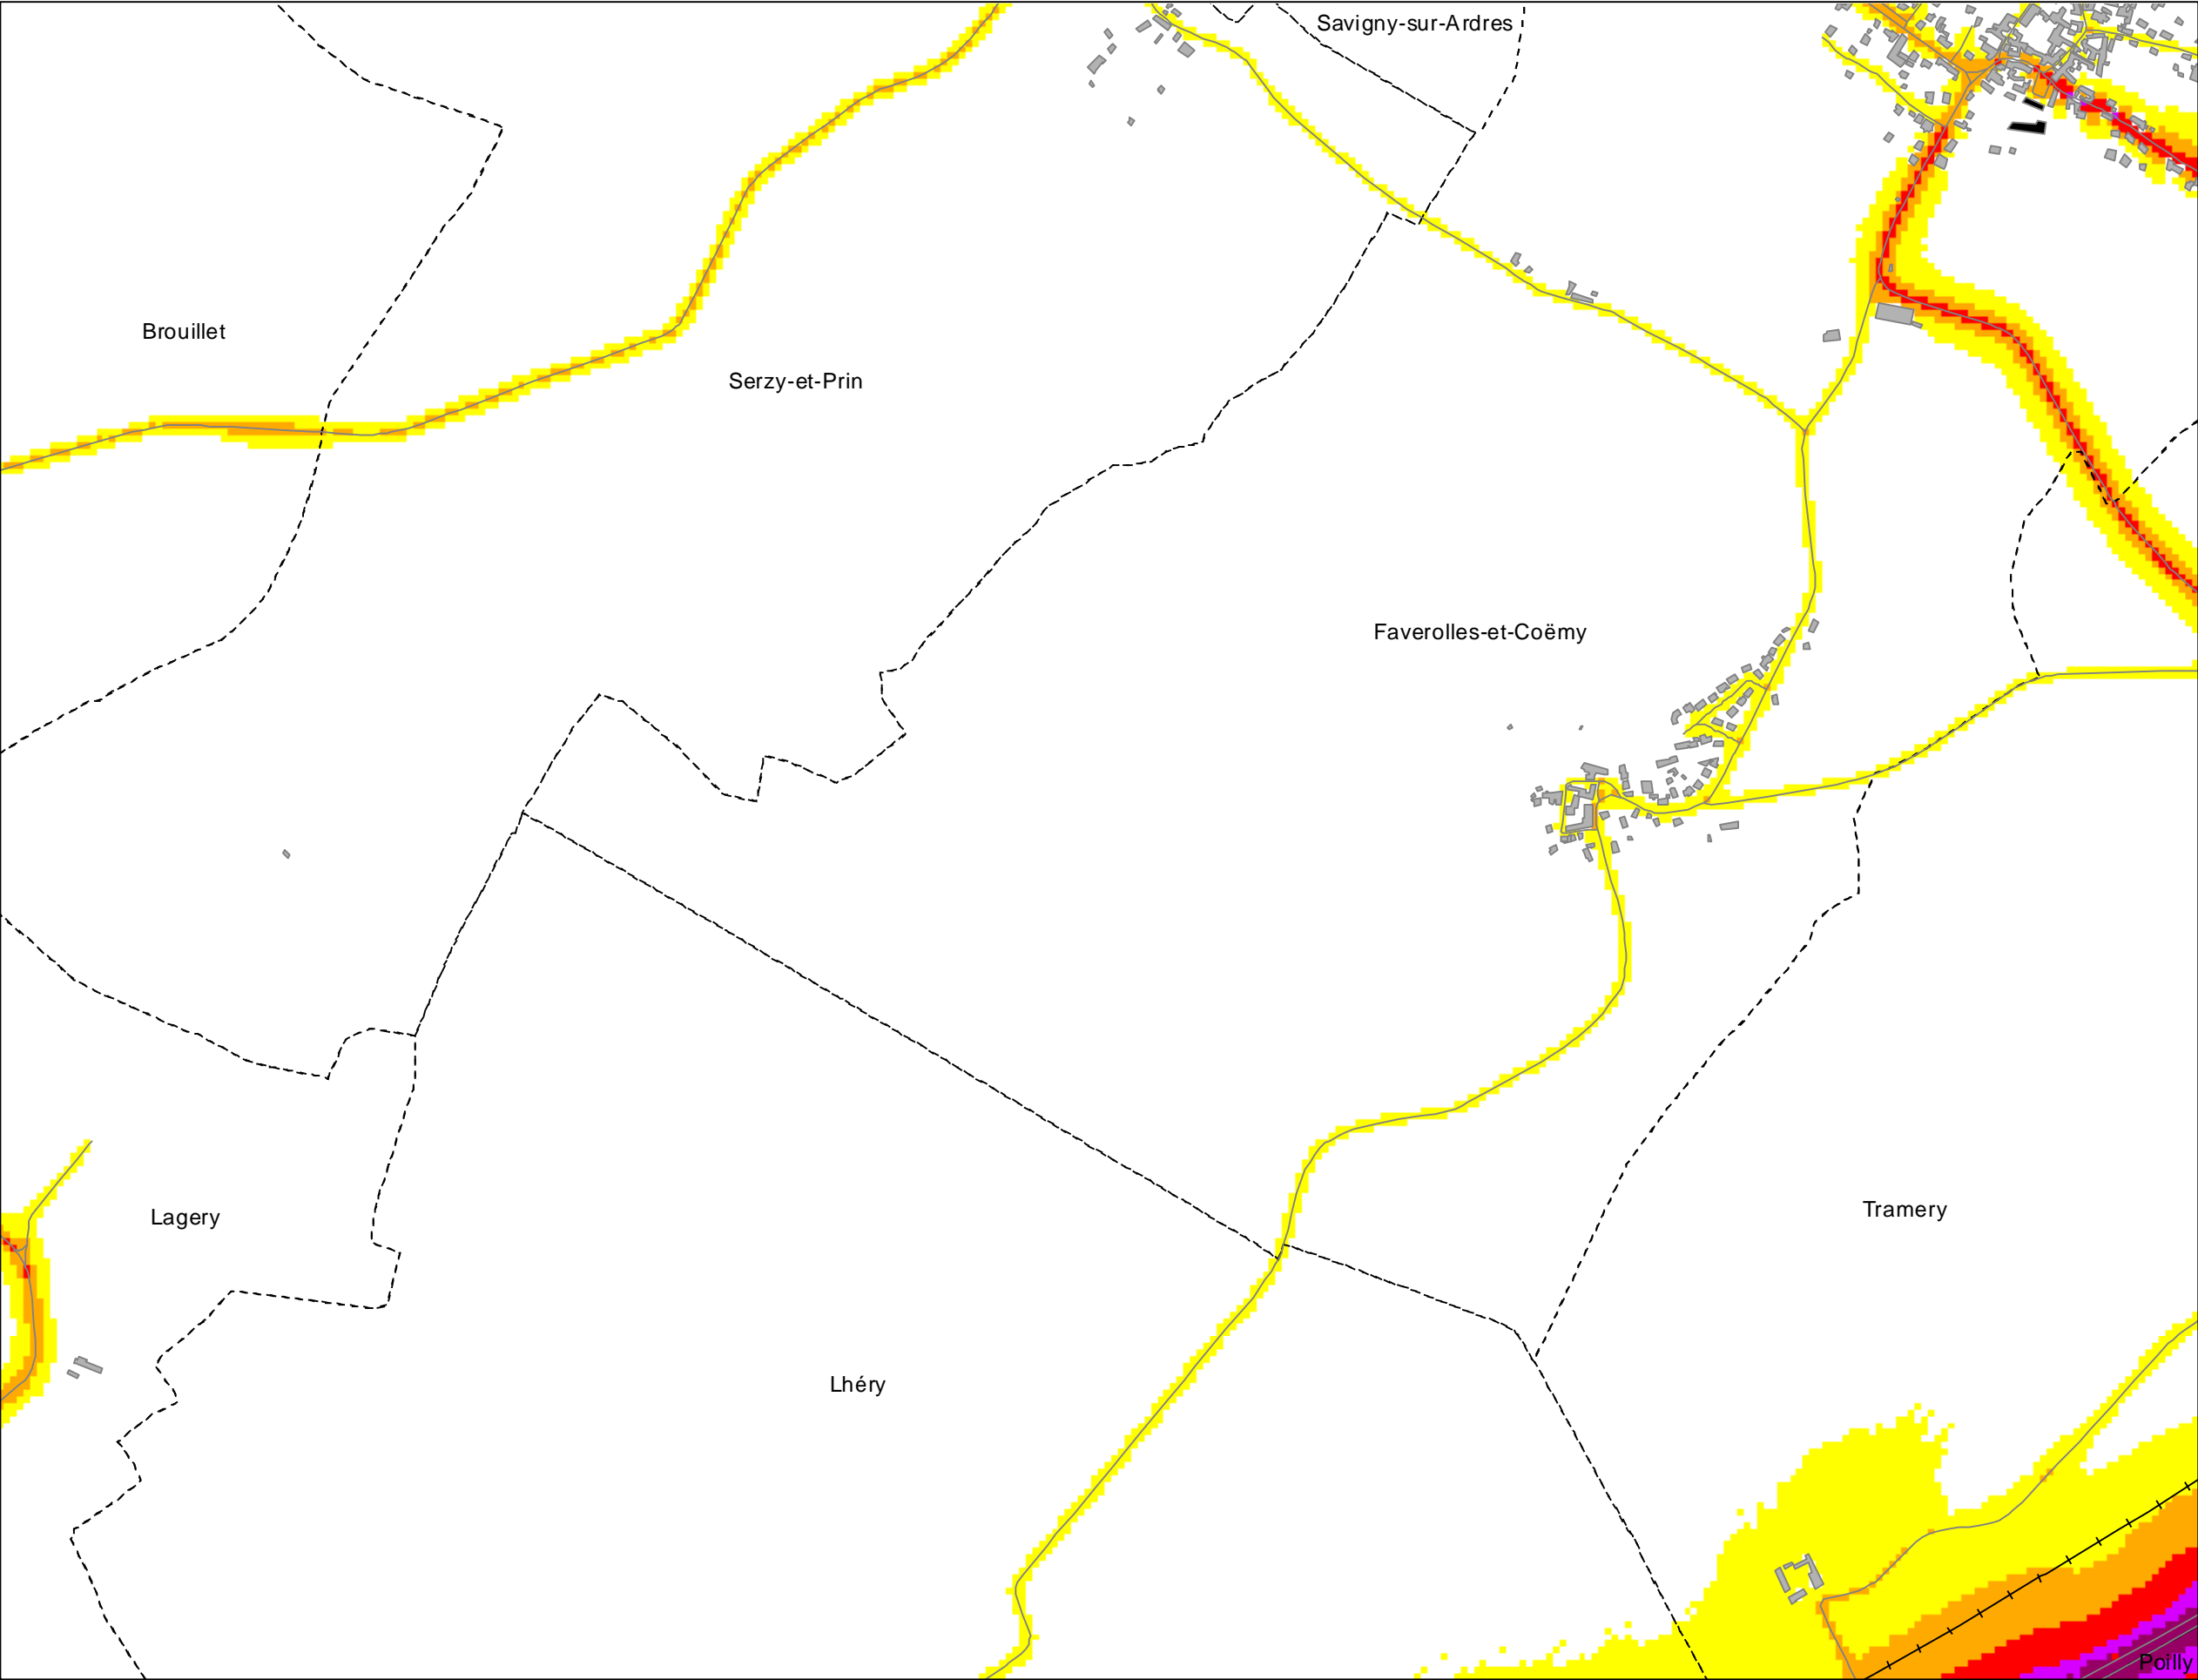 Savigny-sur-Ardres
Brouillet
Serzy-et-Prin
Faverolles-et-Coëmy
Lagery
Tramery
Lhéry
Poilly